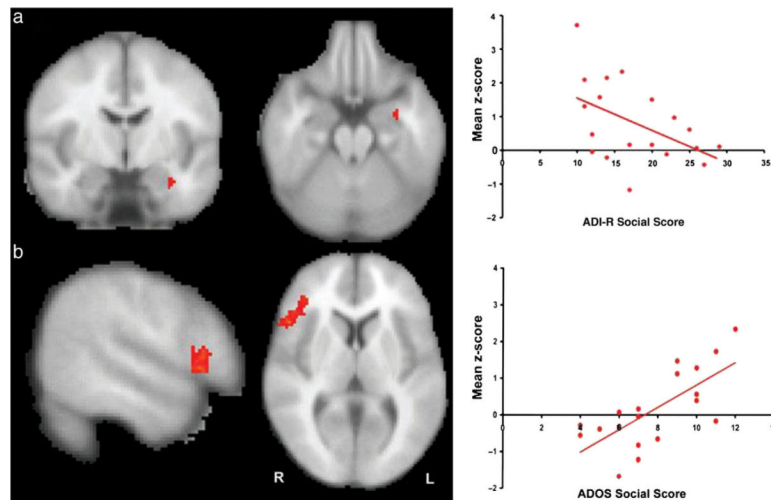 a
b
R L
Mean z-score
4
3
2
1
0
−1
−2
0 5 10 15 20 25 30 35
ADI-R Social Score
Mean z-score
4
3
2
1
0
−1
−2
0 2 4 6 8 10 12 14
ADOS Social Score